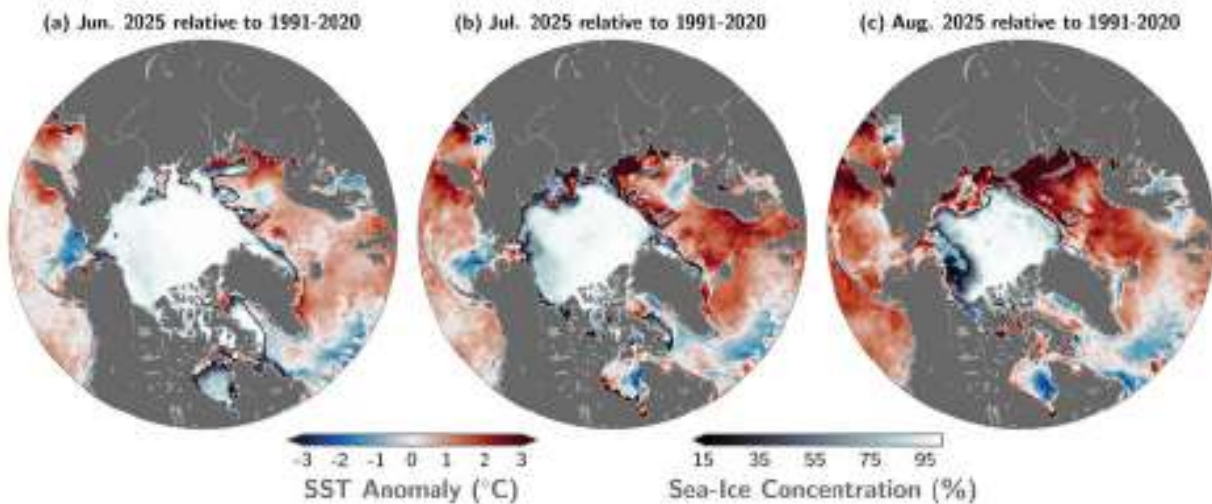 (a) Jun. 2025 relative to 1991-2020
(b) Jul. 2025 relative to 1991-2020
(c) Aug. 2025 relative to 1991-2020
-3 -2 -1 0 1 2 3
SST Anomaly (°C)
15 35 55 75 95
Sea-Ice Concentration (%)